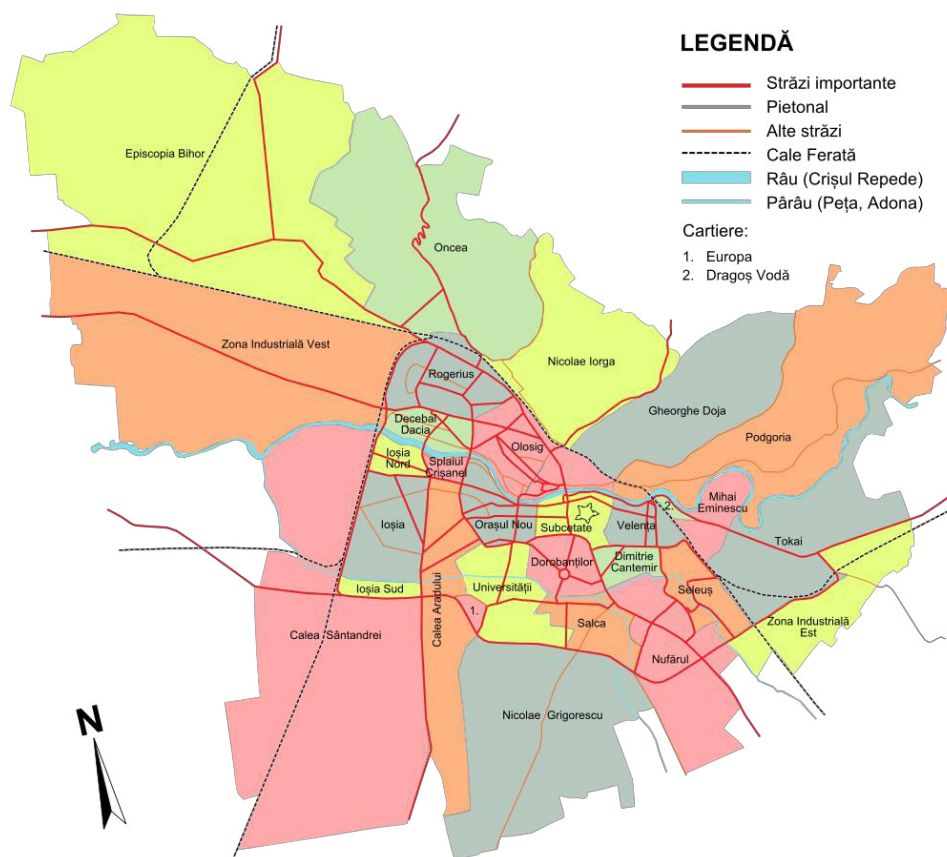 LEGENDĂ
Străzi importante
Pietonal
Alte străzi
Cale Ferată
Râu (Crișul Repede)
Pârâu (Peța, Adona)
Cartiere:
1. Europa
2. Dragoș Vodă
Episcopia Bihor
Oncea
Zona Industrială Vest
Nicolae Iorga
Rogerius
Gheorghe Doja
Decebal
Dacia
Olosig
Podgoria
Ioșia
Nord
Splaiul
Crișanei
Mihai
Eminescu
2.
Ioșia
Orașul Nou
Subcetate
Velența
Tokai
Dorobanților
Dimitrie
Cantemir
Ioșia Sud
Universității
Seleuș
Calea Aradului
1.
Salca
Zona Industrială
Est
Calea Sântandrei
Nufărul
Nicolae Grigorescu
N